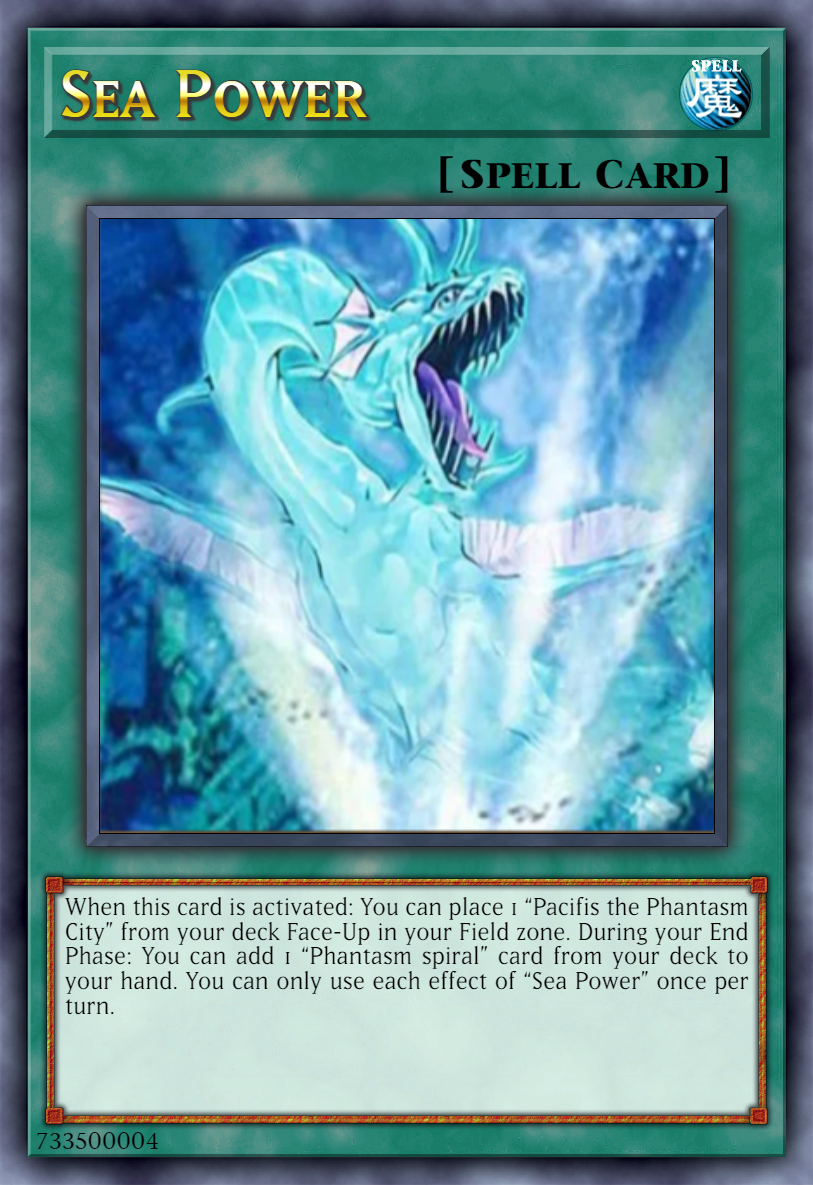 Sea Power
SPELL
魔
[Spell Card]
When this card is activated: You can place 1 “Pacifis the Phantasm
City” from your deck Face-Up in your Field zone. During your End
Phase: You can add 1 “Phantasm spiral” card from your deck to
your hand. You can only use each effect of “Sea Power” once per
turn.
733500004